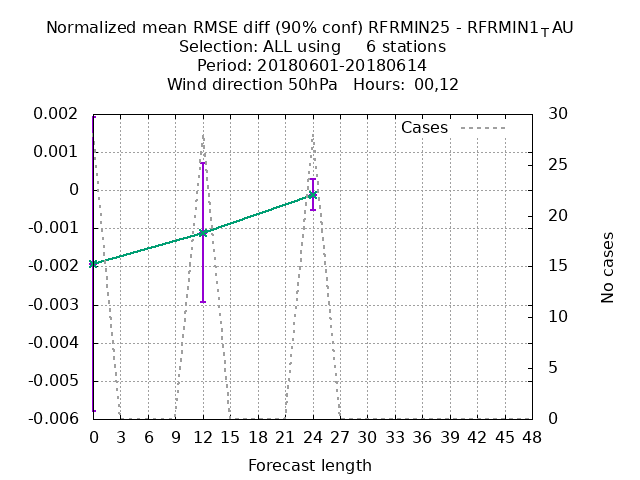 Normalized mean RMSE diff (90% conf) RFRMIN25 - RFRMIN1TAU
Selection: ALL using 6 stations
Period: 20180601-20180614
Wind direction 50hPa Hours: 00,12
Cases
0.002
0.001
0
-0.001
-0.002
-0.003
-0.004
-0.005
-0.006
30
25
20
15
10
5
0
No cases
0 3 6 9 12 15 18 21 24 27 30 33 36 39 42 45 48
Forecast length